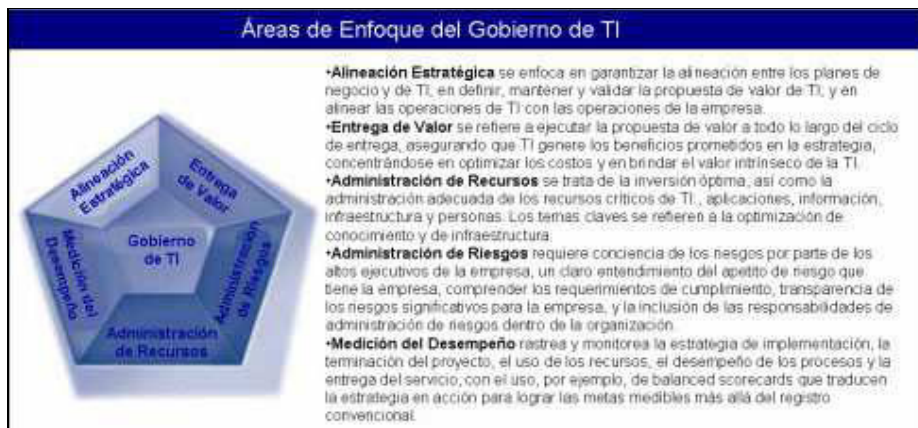 Áreas de Enfoque del Gobierno de TI
Alineación
Estratégica
Entrega
de Valor
Medición del
Desempeño
Gobierno
de TI
Administración
de Riesgos
Administración
de Recursos
•Alineación Estratégica se enfoca en garantizar la alineación entre los planes de
negocio y de TI; en definir, mantener y validar la propuesta de valor de TI; y en
alinear las operaciones de TI con las operaciones de la empresa.
•Entrega de Valor se refiere a ejecutar la propuesta de valor a todo lo largo del ciclo
de entrega, asegurando que TI genere los beneficios prometidos en la estrategia,
concentrándose en optimizar los costos y en brindar el valor intrínseco de la TI.
•Administración de Recursos se trata de la inversión óptima, así como la
administración adecuada de los recursos críticos de TI., aplicaciones, información,
infraestructura y personas. Los temas claves se refieren a la optimización de
conocimiento y de infraestructura.
•Administración de Riesgos requiere conciencia de los riesgos por parte de los
altos ejecutivos de la empresa, un claro entendimiento del apetito de riesgo que
tiene la empresa, comprender los requerimientos de cumplimiento, transparencia de
los riesgos significativos para la empresa, y la inclusión de las responsabilidades de
administración de riesgos dentro de la organización.
•Medición del Desempeño rastrea y monitorea la estrategia de implementación, la
terminación del proyecto, el uso de los recursos, el desempeño de los procesos y la
entrega del servicio, con el uso, por ejemplo, de balanced scorecards que traducen
la estrategia en acción para lograr las metas medibles más allá del registro
convencional.